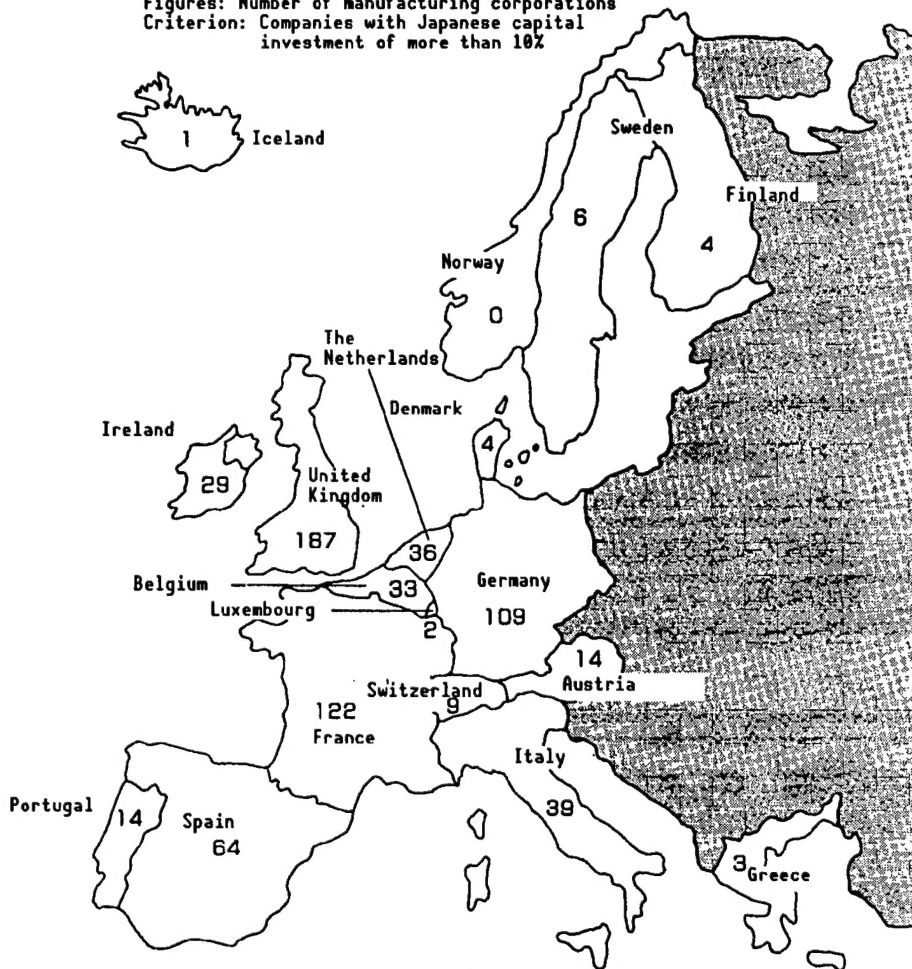 Figures: Number of manufacturing corporations
Criterion: Companies with Japanese capital
investment of more than 10%
1 Iceland
Sweden
Finland
6
4
Norway
0
The
Netherlands
Denmark
4
Ireland
29
United
Kingdom
187
36
Belgium
33
Germany
109
Luxembourg
2
14
Austria
Switzerland
9
122
France
Italy
39
Portugal
14
Spain
64
3
Greece